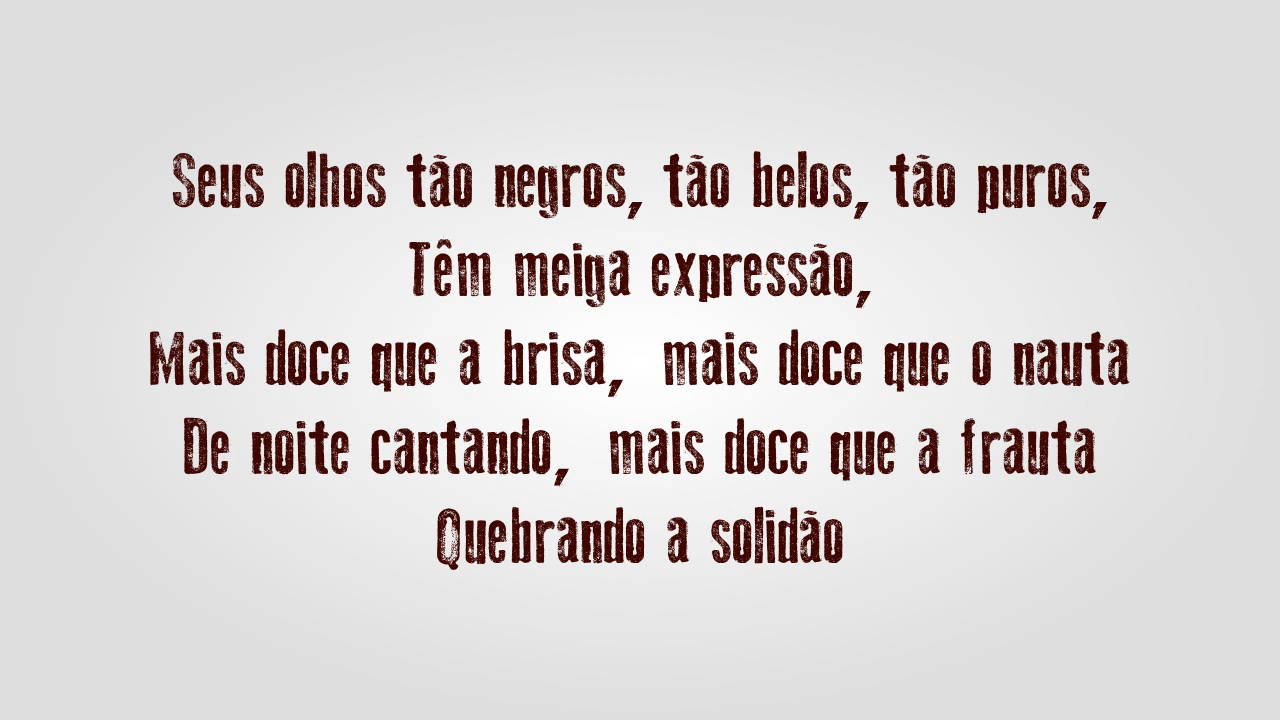 Seus olhos tão negros, tão belos, tão puros,
Têm meiga expressão,
Mais doce que a brisa, mais doce que o nauta
De noite cantando, mais doce que a frauta
Quebrando a solidão